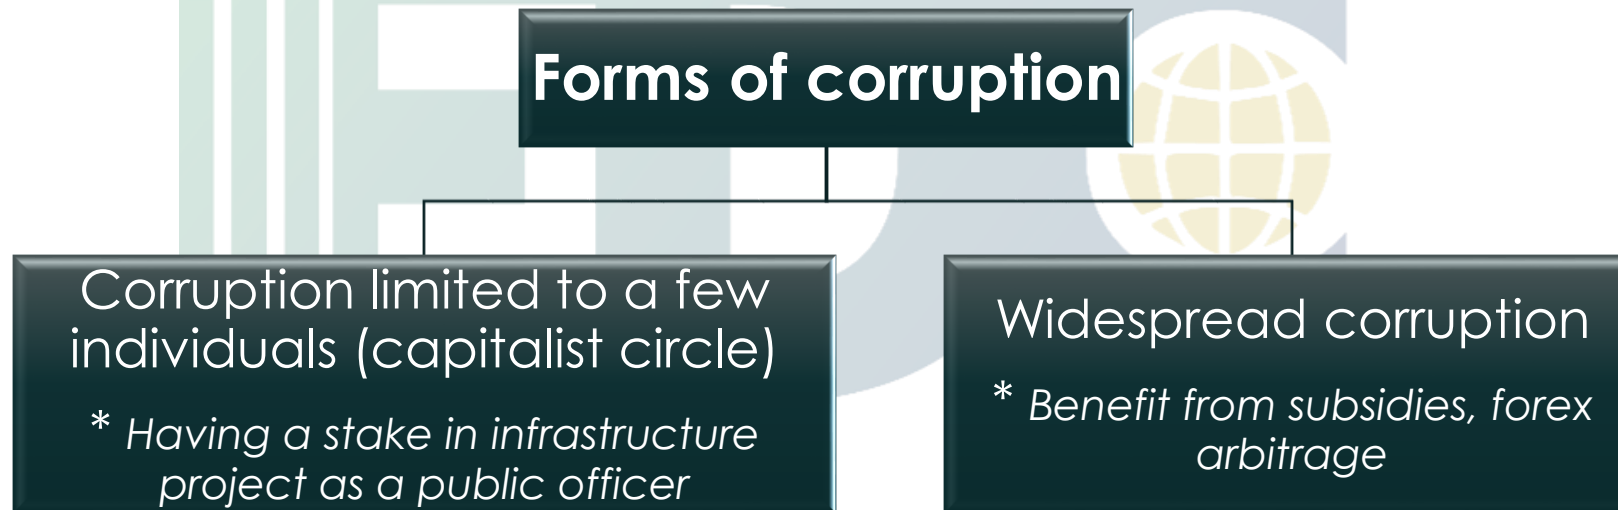 Forms of corruption
Corruption limited to a few
individuals (capitalist circle)
* Having a stake in infrastructure
project as a public officer
Widespread corruption
* Benefit from subsidies, forex
arbitrage